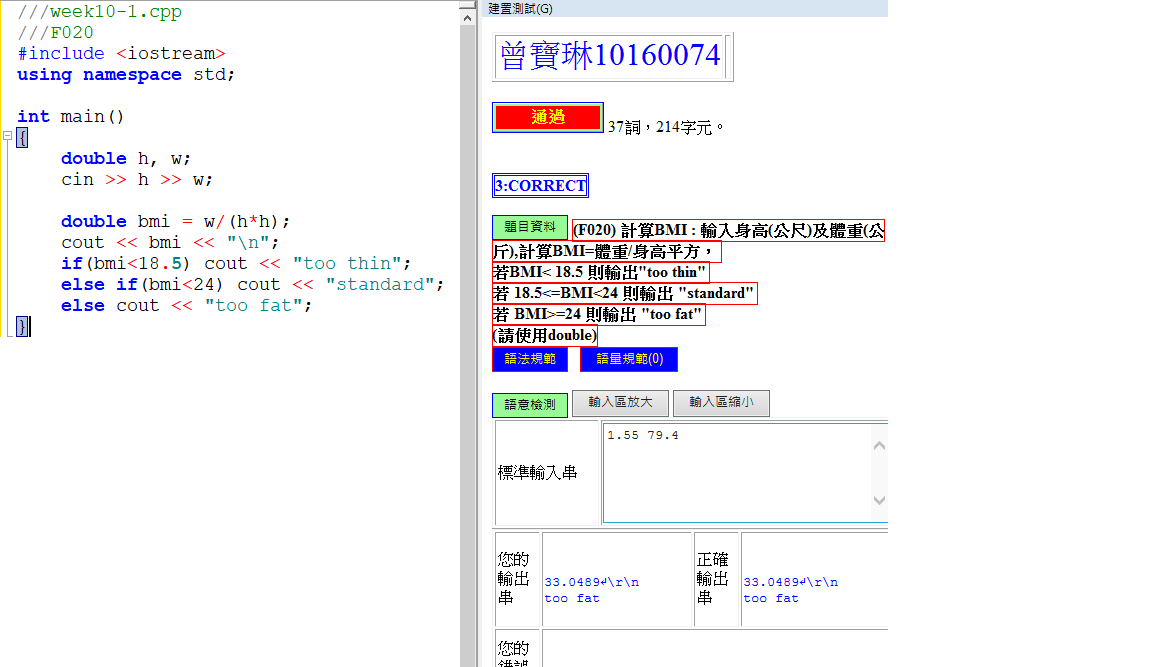 ///week10-1.cpp
///F020
#include <iostream>
using namespace std;
int main()
{
    double h, w;
    cin >> h >> w;
    double bmi = w/(h*h);
    cout << bmi << "\n";
    if(bmi<18.5) cout << "too thin";
    else if(bmi<24) cout << "standard";
    else cout << "too fat";
}
建置測試(G)
曾寶琳10160074
通過 37詞，214字元。
3:CORRECT
題目資料 (F020) 計算BMI : 輸入身高(公尺)及體重(公
斤),計算BMI=體重/身高平方，
若BMI< 18.5 則輸出"too thin"
若 18.5<=BMI<24 則輸出 "standard"
若 BMI>=24 則輸出 "too fat"
(請使用double)
語法規範 語量規範(0)
語意檢測 輸入區放大 輸入區縮小
標準輸入串 1.55 79.4
您的
輸出
串
33.0489↵\r\n
too fat
正確
輸出
串
33.0489↵\r\n
too fat
您的